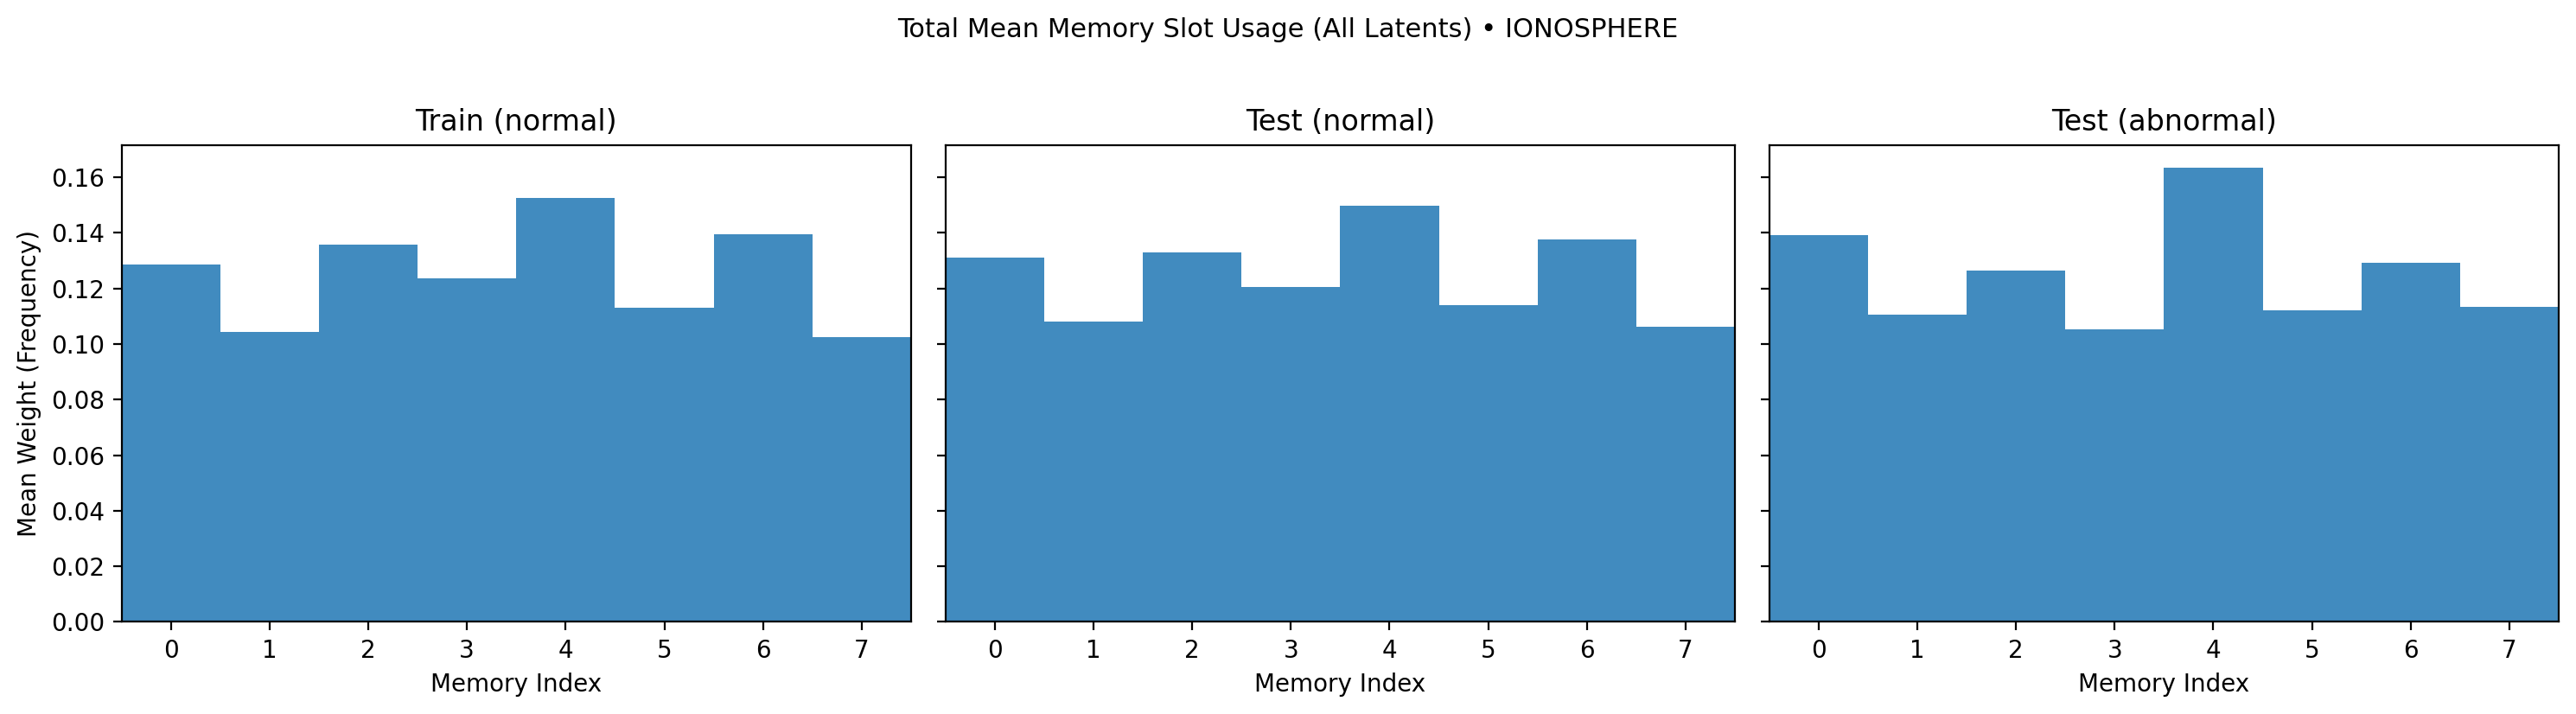 Total Mean Memory Slot Usage (All Latents) • IONOSPHERE
Train (normal)
Test (normal)
Test (abnormal)
Mean Weight (Frequency)
0.16
0.14
0.12
0.10
0.08
0.06
0.04
0.02
0.00
0 1 2 3 4 5 6 7
0 1 2 3 4 5 6 7
0 1 2 3 4 5 6 7
Memory Index
Memory Index
Memory Index